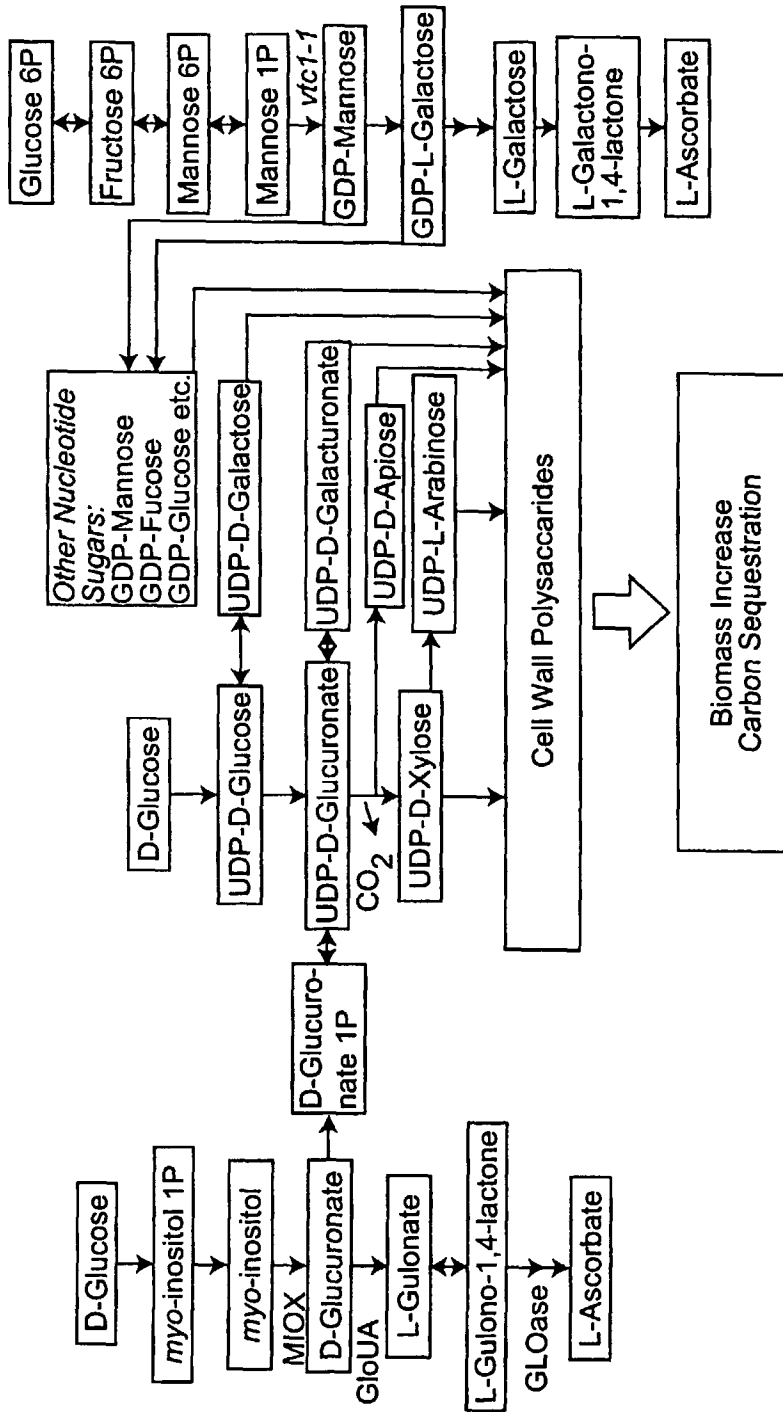 D-Glucose
myo-inositol 1P
myo-inositol
MIOX
D-Glucuronate
GloUA
L-Gulonate
L-Gulono-1,4-lactone
GLOase
L-Ascorbate
D-Glucuro-
nate 1P
D-Glucose
UDP-D-Glucose
UDP-D-Glucuronate
CO2
UDP-D-Xylose
UDP-D-Galactose
UDP-D-Galacturonate
UDP-D-Apiose
UDP-L-Arabinose
Other Nucleotide
Sugars:
GDP-Mannose
GDP-Fucose
GDP-Glucose etc.
Glucose 6P
Fructose 6P
Mannose 6P
Mannose 1P
vtc1-1
GDP-Mannose
GDP-L-Galactose
L-Galactose
L-Galactono-
1,4-lactone
L-Ascorbate
Cell Wall Polysaccarides
Biomass Increase
Carbon Sequestration